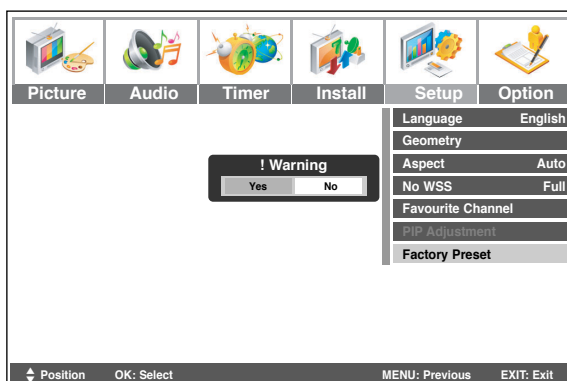 Picture Audio Timer Install Setup Option
Language English
Geometry
! Warning
Aspect Auto
Yes No
No WSS Full
Favourite Channel
PIP Adjustment
Factory Preset
Position OK: Select MENU: Previous EXIT: Exit